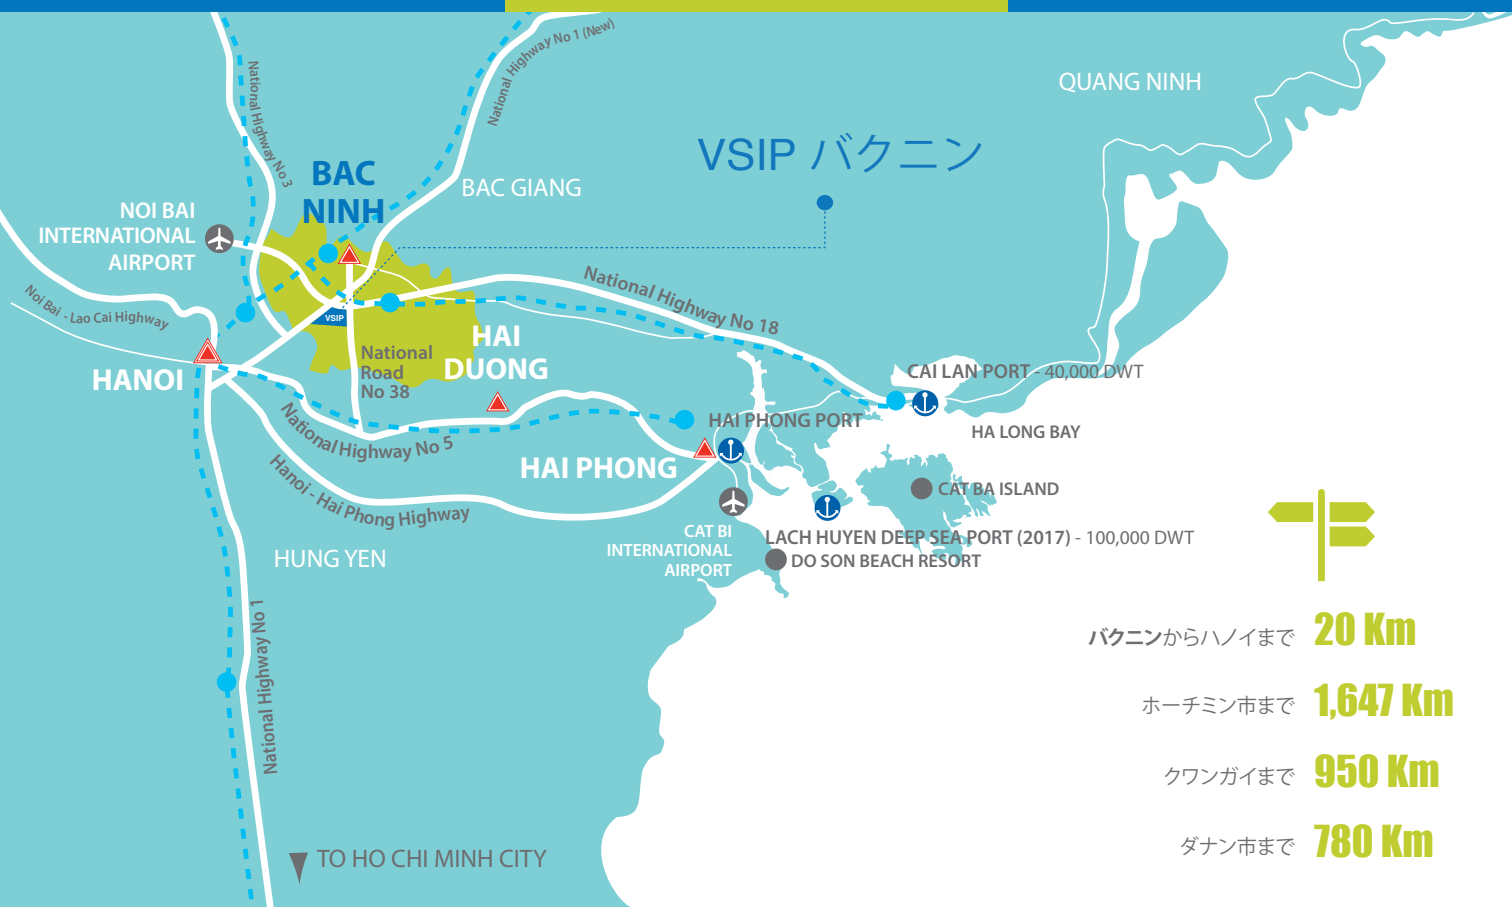 National Highway No 1 (New)
National Highway No 3
QUANG NINH
VSIP バクニン
BAC
NINH
BAC GIANG
NOI BAI
INTERNATIONAL
AIRPORT
Noi Bai - Lao Cai Highway
National Highway No 18
VSIP
HAI
DUONG
National
Road
No 38
HANOI
CAI LAN PORT - 40,000 DWT
HAI PHONG PORT
HA LONG BAY
National Highway No 5
HAI PHONG
Hanoi - Hai Phong Highway
CAT BA ISLAND
CAT BI
INTERNATIONAL
AIRPORT
LACH HUYEN DEEP SEA PORT (2017) - 100,000 DWT
DO SON BEACH RESORT
HUNG YEN
National Highway No 1
TO HO CHI MINH CITY
バクニンからハノイまで 20 Km
ホーチミン市まで 1,647 Km
クワンガイまで 950 Km
ダナン市まで 780 Km